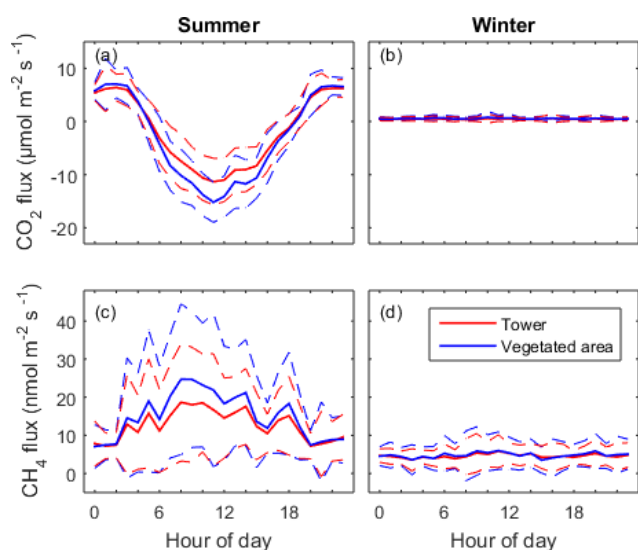 Summer
Winter
(a)
(b)
10
0
-10
-20
CO2 flux (μmol m-2 s-1)
(c)
(d)
40
30
20
10
0
CH4 flux (nmol m-2 s-1)
Tower
Vegetated area
0 6 12 18
0 6 12 18
Hour of day
Hour of day